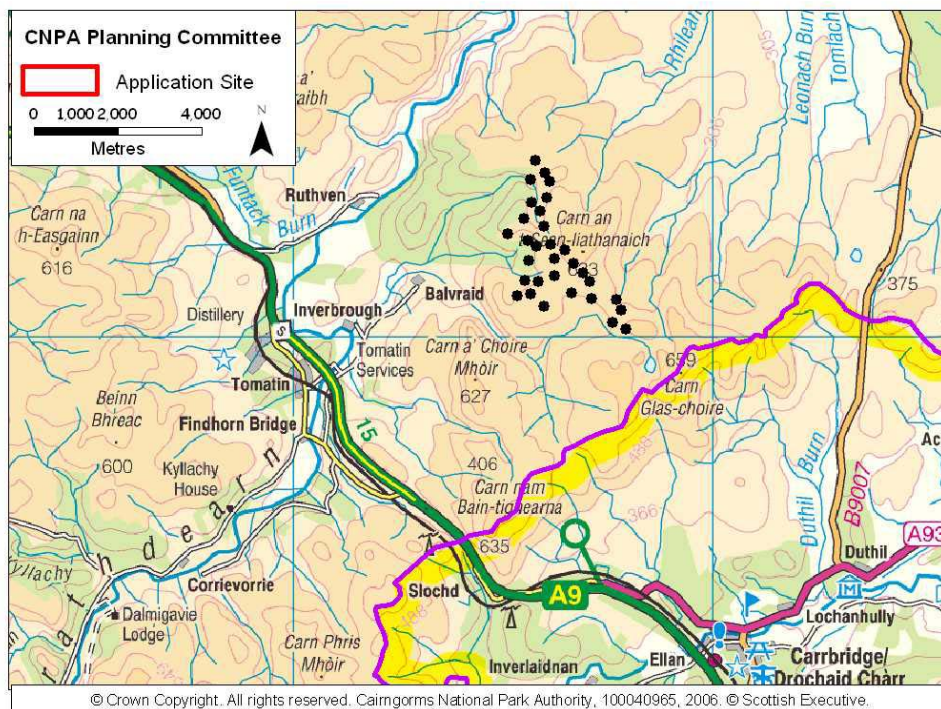 CNPA Planning Committee
Application Site
0 1,000 2,000 4,000
Metres
N
Ruthven
Funtack
Burn
Rhilean
305
Leonach Burn
Tomlach
Carn na
h-Easgainn
616
Carn an
375
Balvraid
Distillery
Inverbrough
S
Tomatin
Services
Carn a' Choire
Mhòir
627
659
Carn
Glas-choire
Tomatin
Beinn
Bhreac
600
Findhorn Bridge
15
Kyllachy
House
406
Carn nam
Bain-tighearna
635
366
Duthil
Burn
B9007
A93
Duthil
Corrievorrie
Slochd
A9
Dalmigavie
Lodge
Lochanhully
Carn Phris
Mhòir
Inverlaidnan
Ellan
Carrbridge/
Drochaid Chàrr
© Crown Copyright. All rights reserved. Cairngorms National Park Authority, 100040965, 2006. © Scottish Executive.